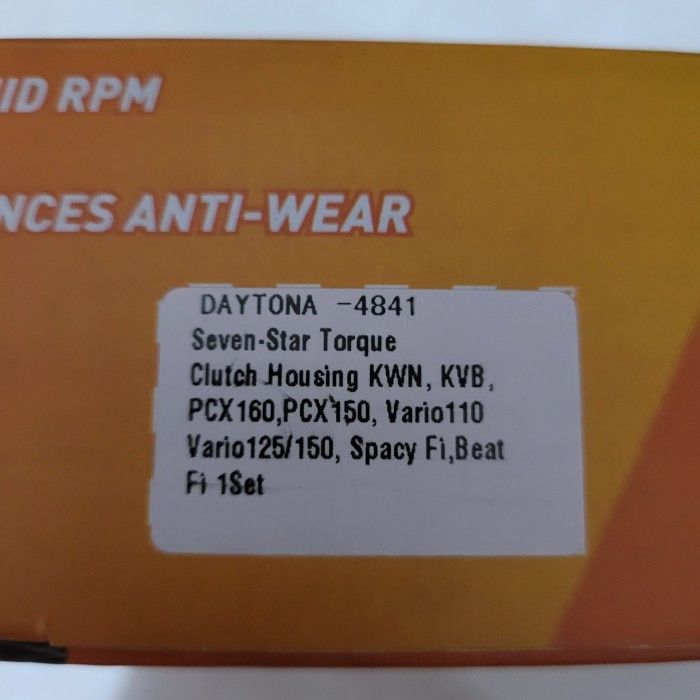 ID RPM
NCES ANTI-WEAR
DAYTONA -4841
Seven-Star Torque
Clutch Housing KWN, KVB,
PCX160,PCX150, Vario110
Vario125/150, Spacy Fi,Beat
Fi 1Set